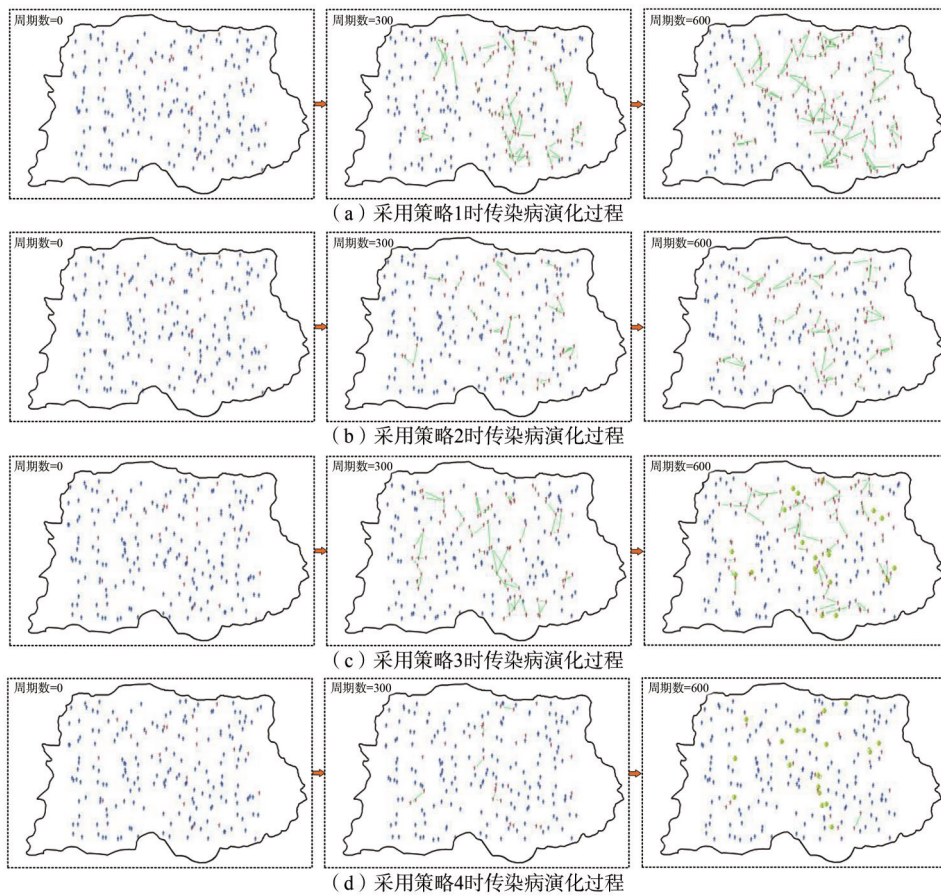 周期数=0
周期数=300
周期数=600
（a）采用策略1时传染病演化过程
周期数=0
周期数=300
周期数=600
（b）采用策略2时传染病演化过程
周期数=0
周期数=300
周期数=600
（c）采用策略3时传染病演化过程
周期数=0
周期数=300
周期数=600
（d）采用策略4时传染病演化过程